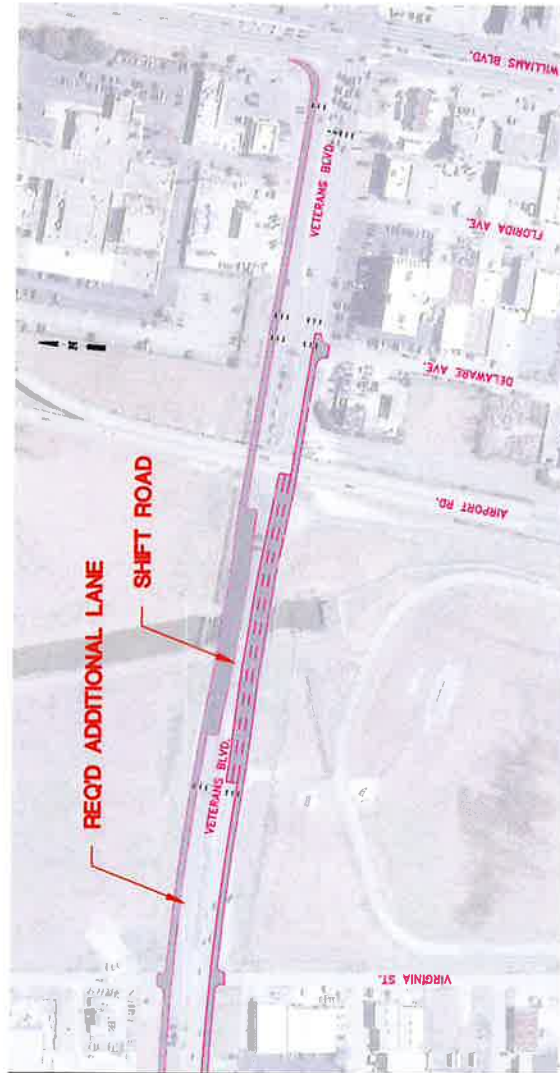 REQ'D ADDITIONAL LANE
SHIFT ROAD
N
VETERANS BLVD.
VETERANS BLVD.
WILLIAMS BLVD.
FLORIDA AVE.
DELAWARE AVE.
AIRPORT RD.
VIRGINIA ST.